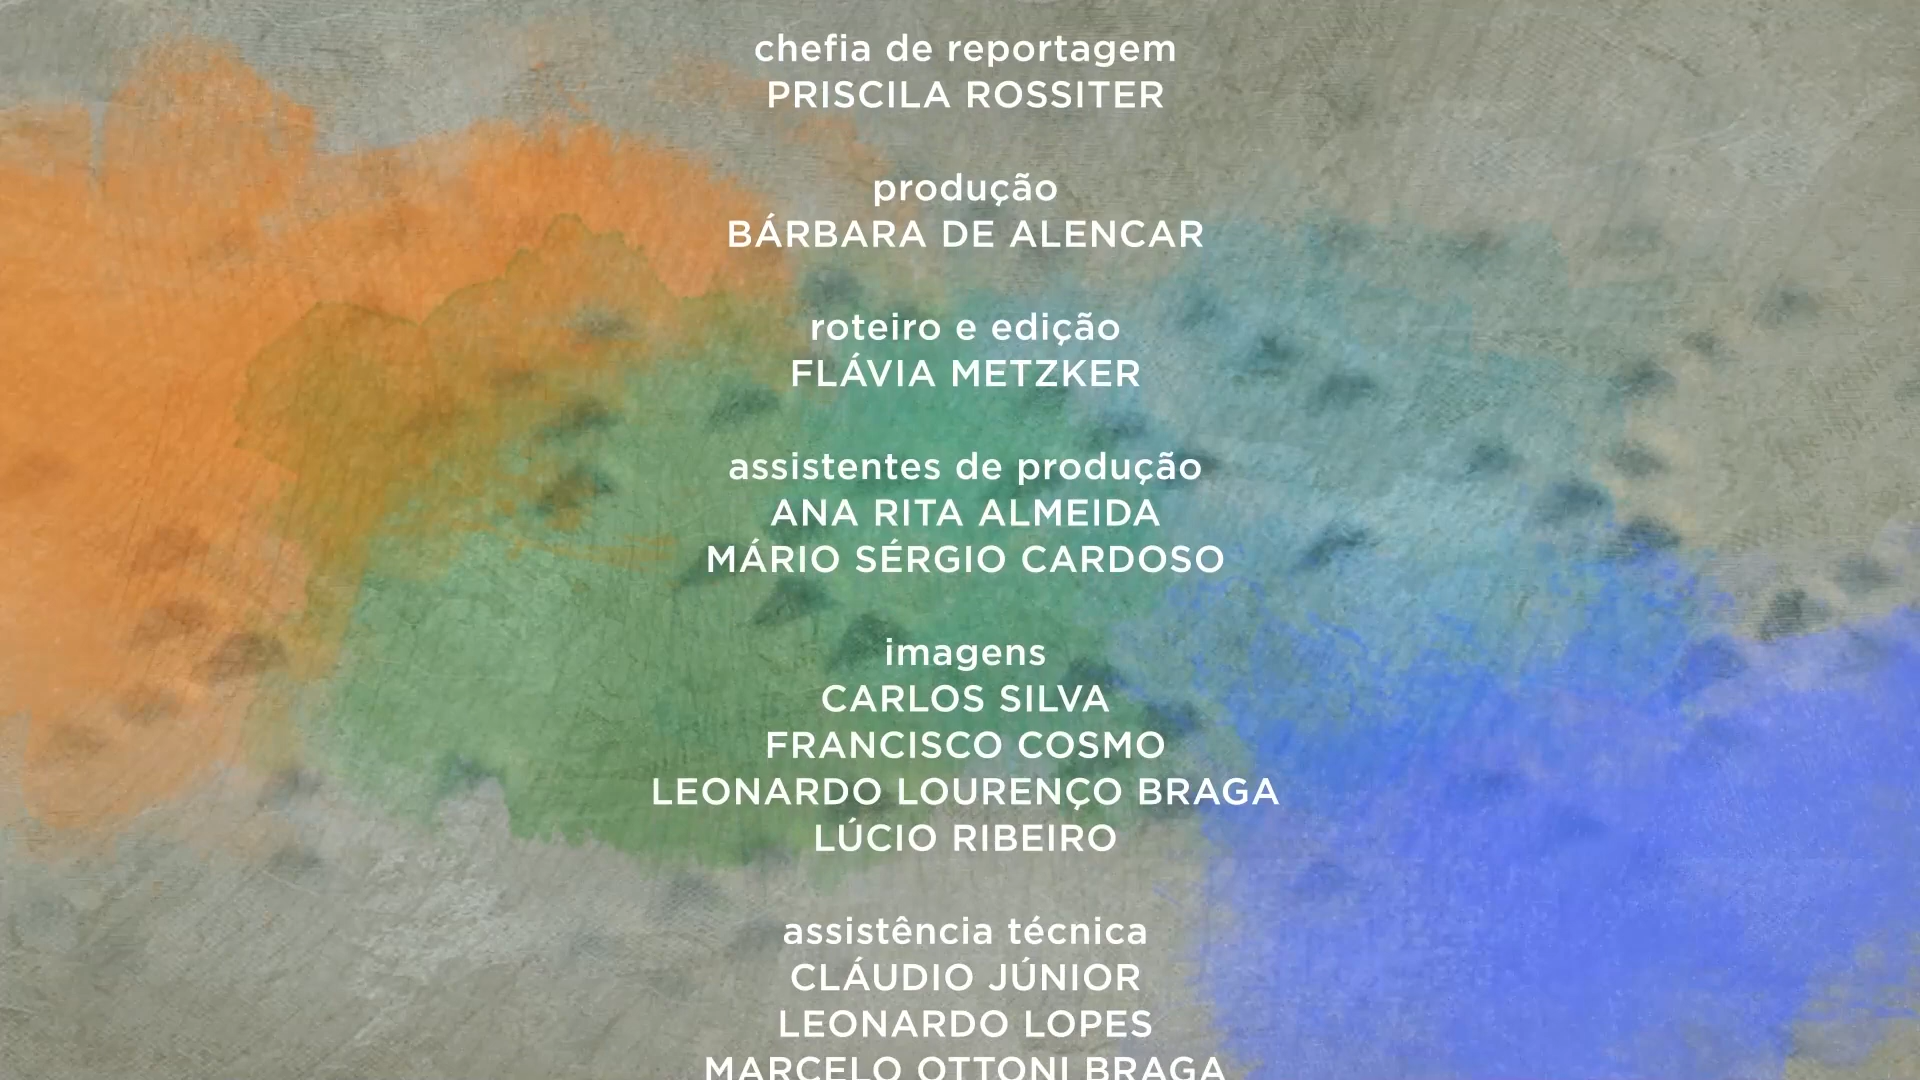 chefia de reportagem
PRISCILA ROSSITER
produção
BÁRBARA DE ALENCAR
roteiro e edição
FLÁVIA METZKER
assistentes de produção
ANA RITA ALMEIDA
MÁRIO SÉRGIO CARDOSO
imagens
CARLOS SILVA
FRANCISCO COSMO
LEONARDO LOURENÇO BRAGA
LÚCIO RIBEIRO
assistência técnica
CLÁUDIO JÚNIOR
LEONARDO LOPES
MARCELO OTTONI BRAGA